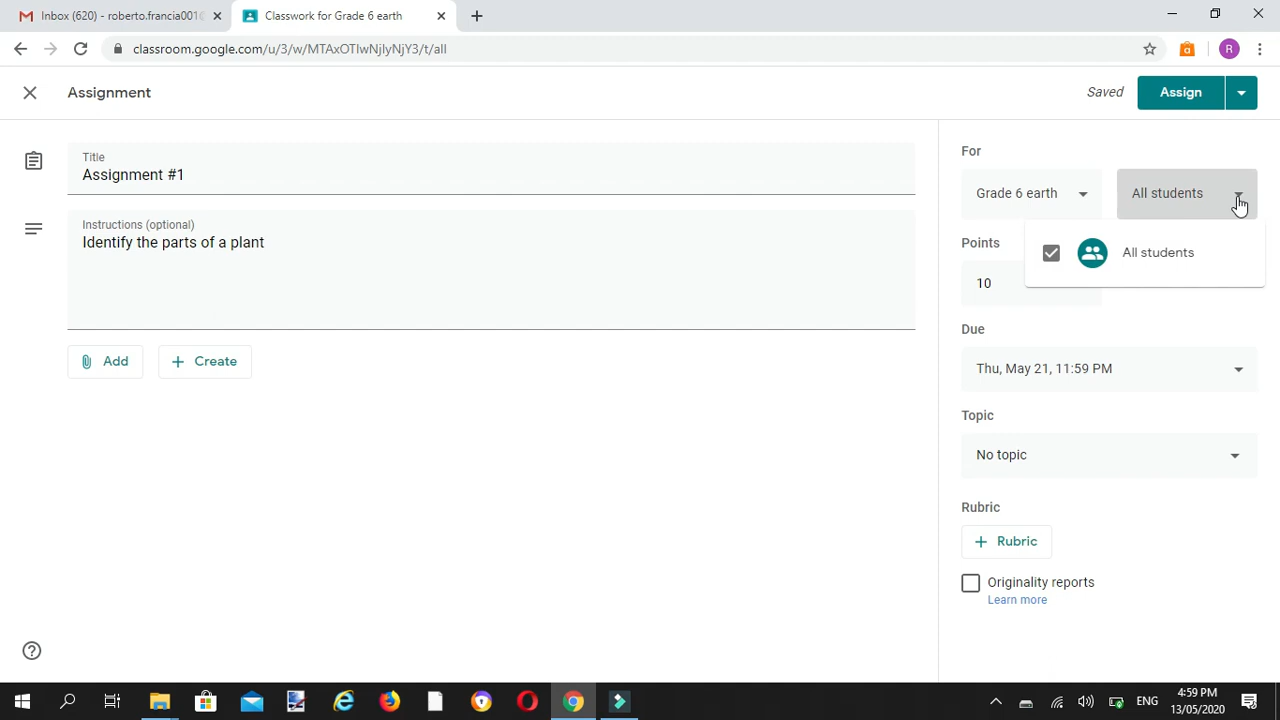 Inbox (620) - roberto.francia001@
Classwork for Grade 6 earth
classroom.google.com/u/3/w/MTAxOTIwNjIyNjY3/t/all
R
Assignment
Saved
Assign
Title
Assignment #1
Instructions (optional)
Identify the parts of a plant
Add
Create
For
Grade 6 earth
All students
All students
Points
10
Due
Thu, May 21, 11:59 PM
Topic
No topic
Rubric
Rubric
Originality reports
Learn more
ENG
4:59 PM
13/05/2020